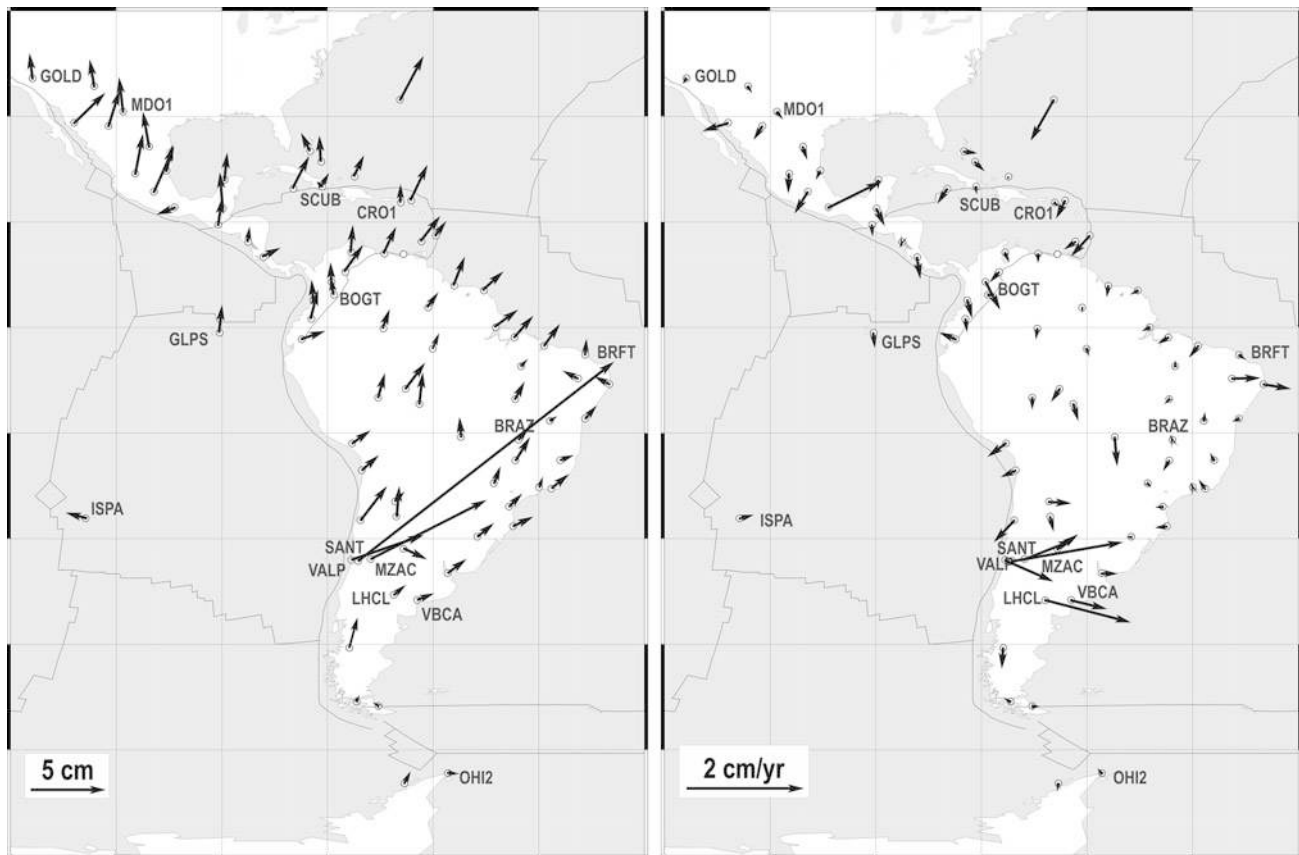 GOLD
MDO1
SCUB
CRO1
BOGT
GLPS
BRFT
BRAZ
ISPA
SANT
VALP
MZAC
LHCL
VBCA
OHI2
5 cm
GOLD
MDO1
SCUB
CRO1
BOGT
GLPS
BRFT
BRAZ
ISPA
SANT
VALP
MZAC
LHCL
VBCA
OHI2
2 cm/yr